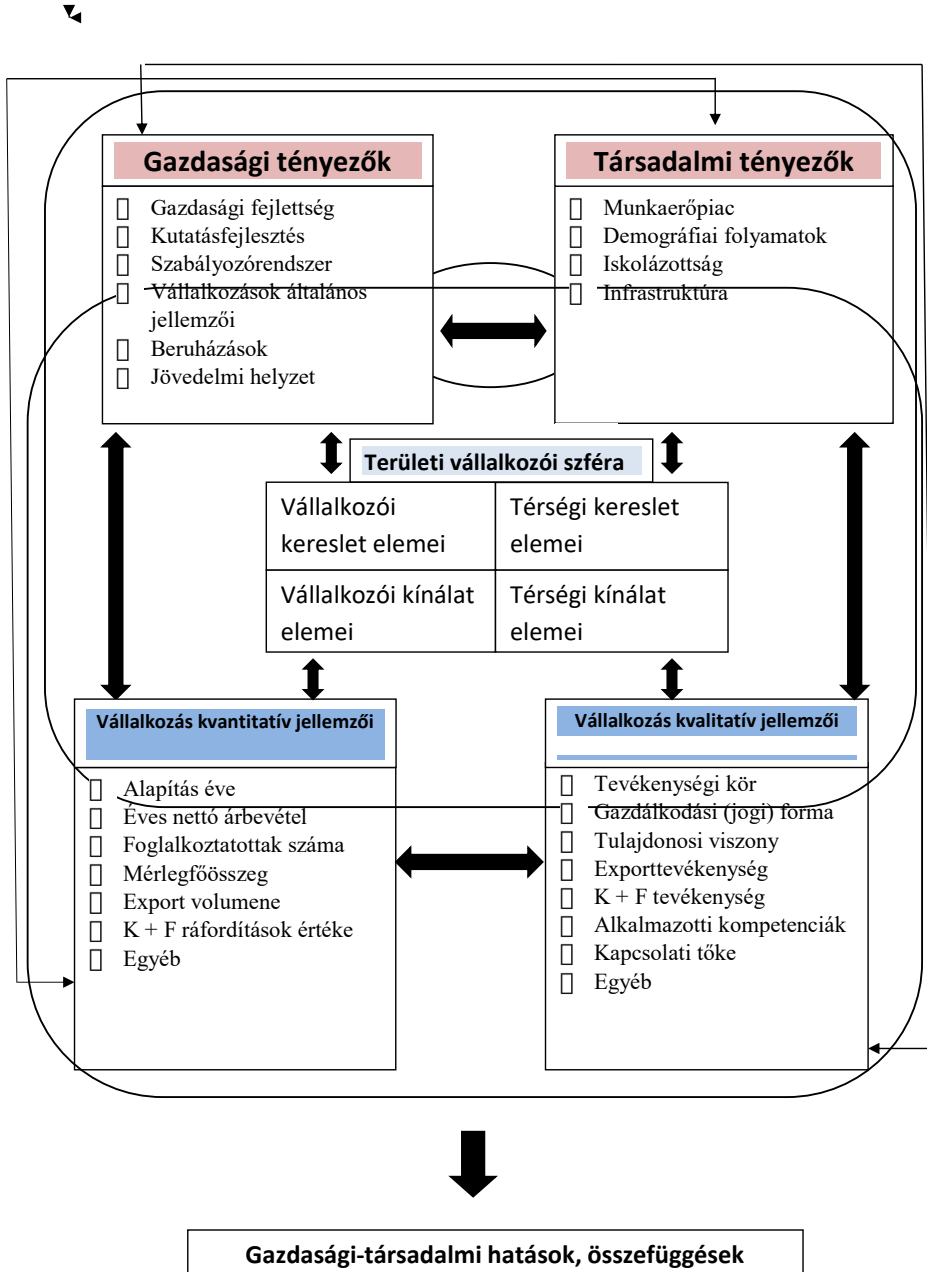 Gazdasági tényezők
Gazdasági fejlettség
Kutatásfejlesztés
Szabályozórendszer
Vállalkozások általános
jellemzői
Beruházások
Jövedelmi helyzet
Társadalmi tényezők
Munkaerőpiac
Demográfiai folyamatok
Iskolázottság
Infrastruktúra
Területi vállalkozói szféra
Vállalkozói
kereslet elemei
Térségi kereslet
elemei
Vállalkozói kínálat
elemei
Térségi kínálat
elemei
Vállalkozás kvantitatív jellemzői
Alapítás éve
Éves nettó árbevétel
Foglalkoztatottak száma
Mérlegfőösszeg
Export volumene
K + F ráfordítások értéke
Egyéb
Vállalkozás kvalitatív jellemzői
Tevékenységi kör
Gazdálkodási (jogi) forma
Tulajdonosi viszony
Exporttevékenység
K + F tevékenység
Alkalmazotti kompetenciák
Kapcsolati tőke
Egyéb
Gazdasági-társadalmi hatások, összefüggések